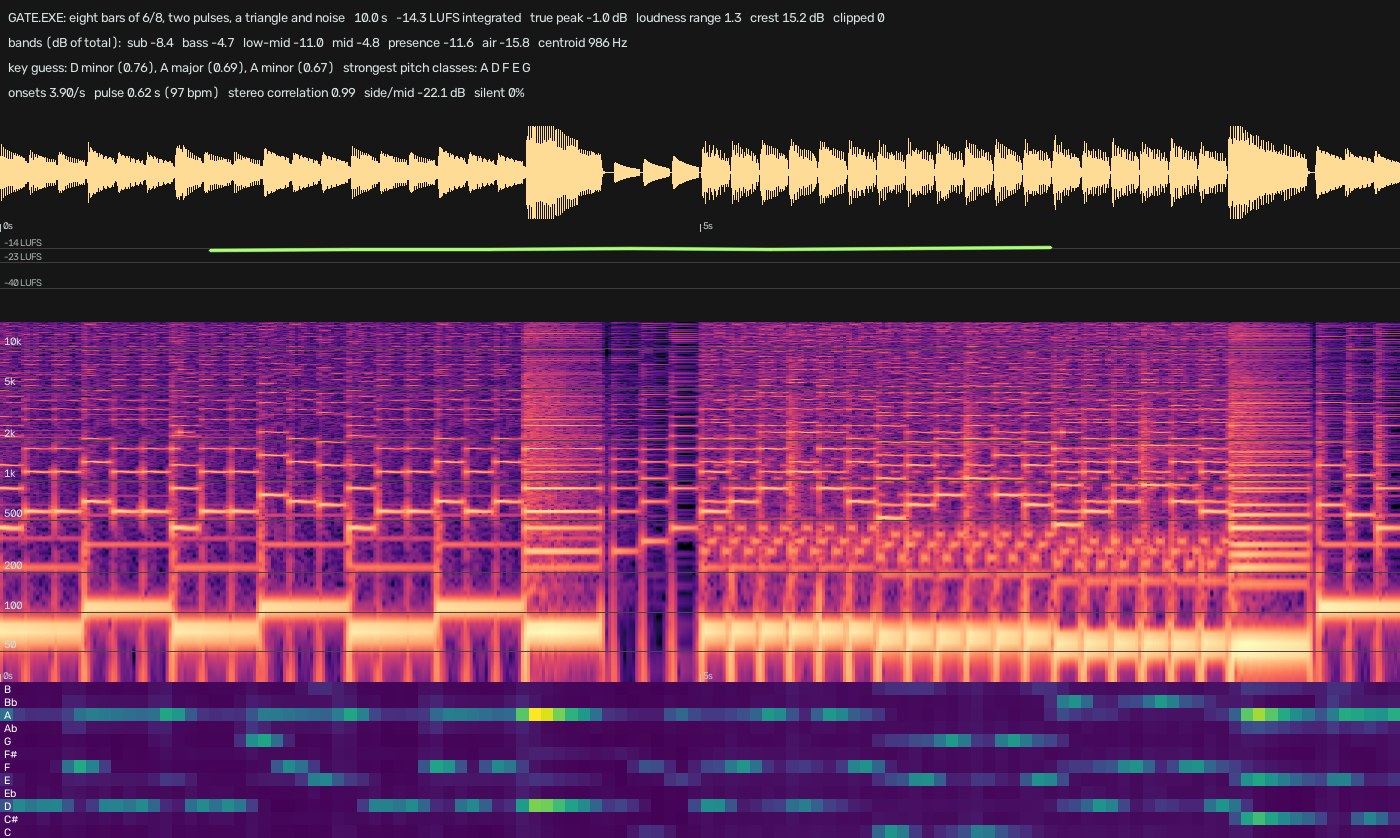 GATE.EXE: eight bars of 6/8, two pulses, a triangle and noise 10.0 s -14.3 LUFS integrated true peak -1.0 dB loudness range 1.3 crest 15.2 dB clipped 0
bands (dB of total): sub -8.4 bass -4.7 low-mid -11.0 mid -4.8 presence -11.6 air -15.8 centroid 986 Hz
key guess: D minor (0.76), A major (0.69), A minor (0.67) strongest pitch classes: A D F E G
onsets 3.90/s pulse 0.62 s (97 bpm) stereo correlation 0.99 side/mid -22.1 dB silent 0%
0s 5s
-14 LUFS
-23 LUFS
-40 LUFS
10k
5k
2k
1k
500
200
100
50
0s 5s
B
Bb
A
Ab
G
F#
F
E
Eb
D
C#
C